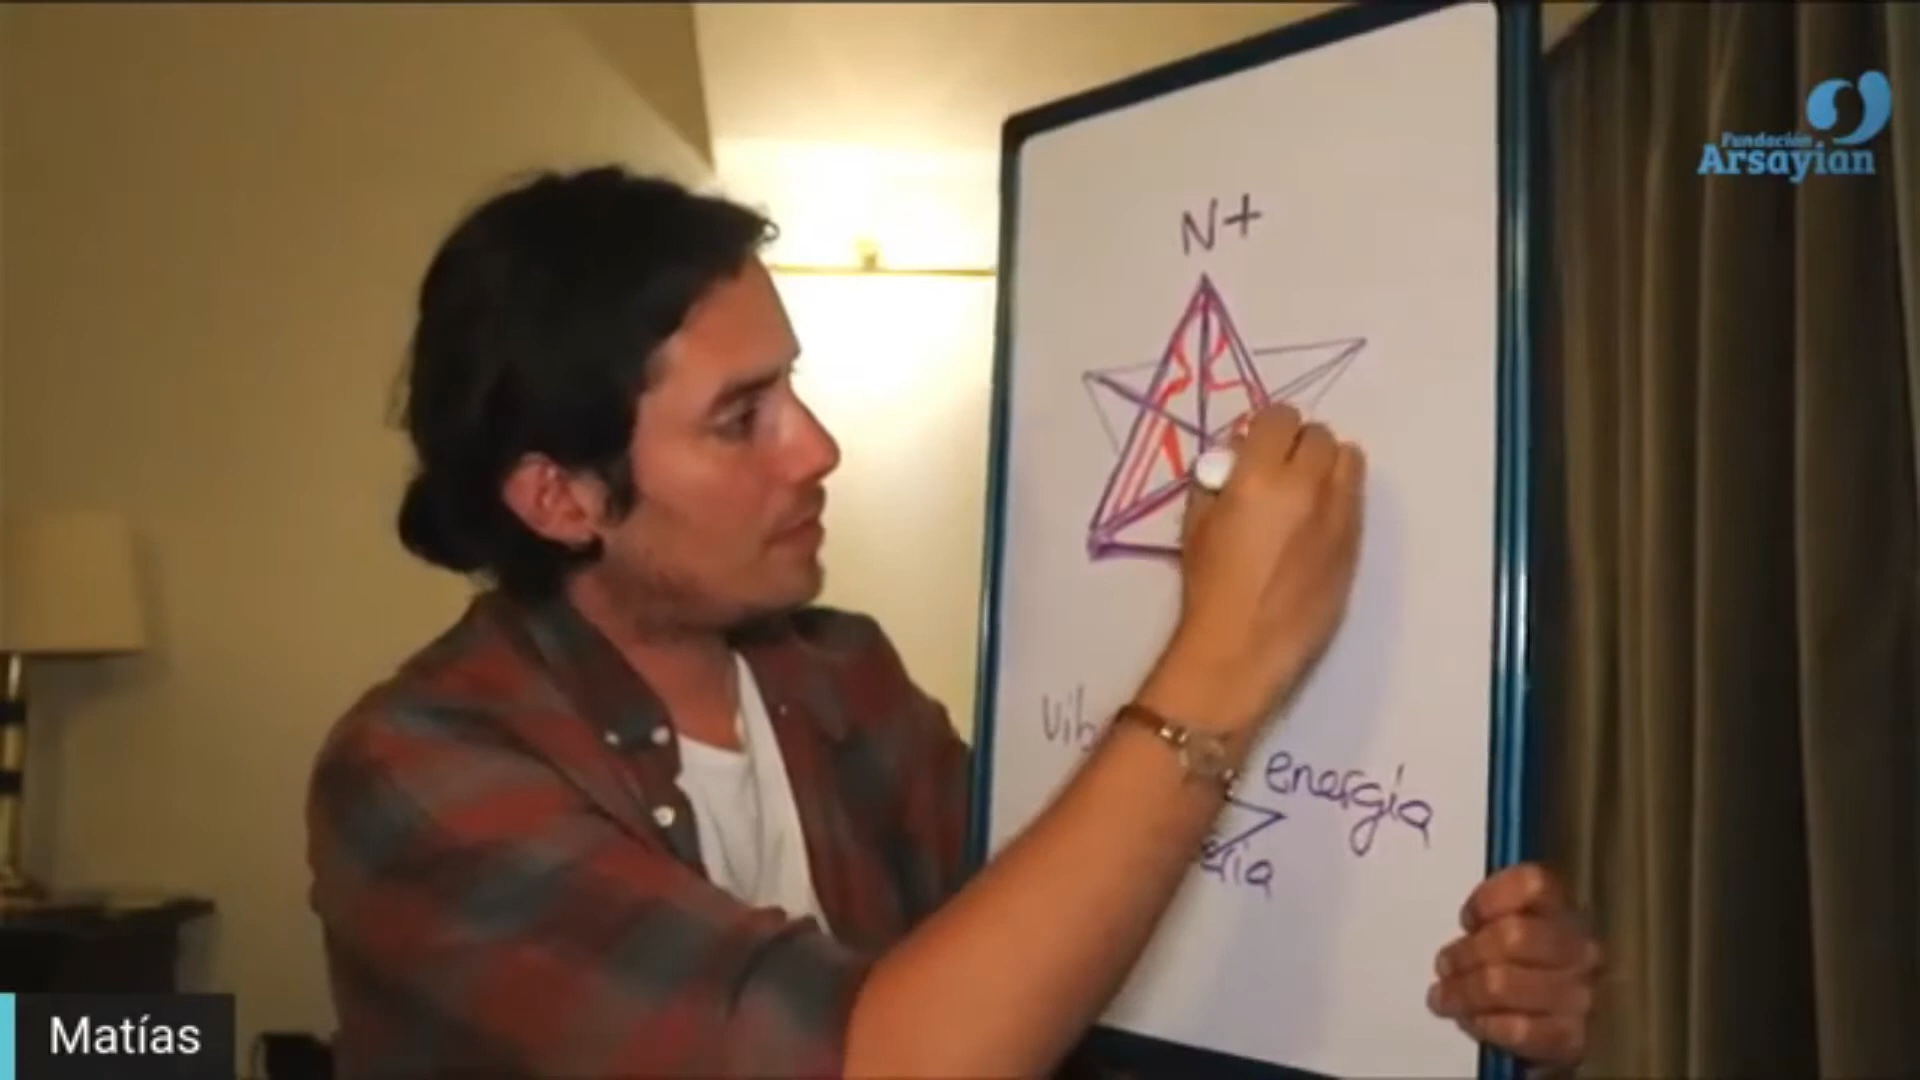 Fundación
Arsayian
N+
energía
Matías